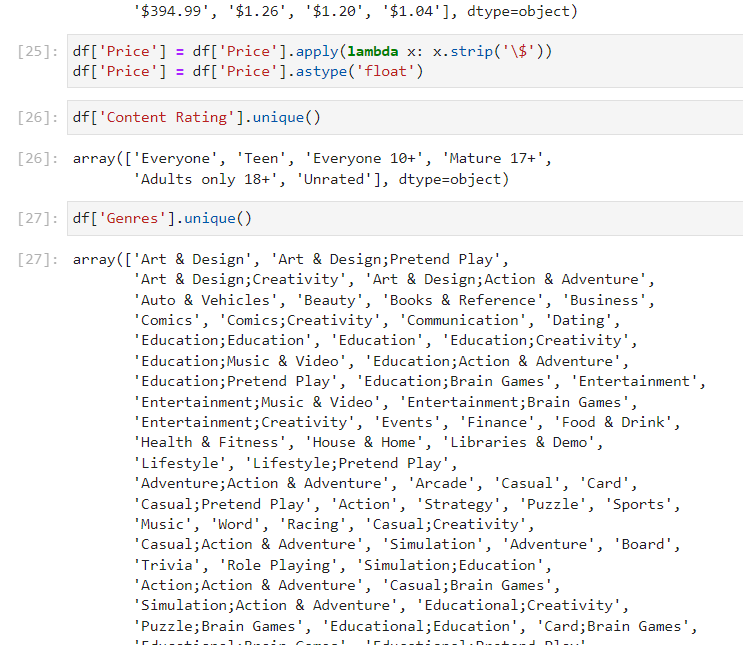 '$394.99', '$1.26', '$1.20', '$1.04'], dtype=object)
[25]: df['Price'] = df['Price'].apply(lambda x: x.strip('\$'))
df['Price'] = df['Price'].astype('float')
[26]: df['Content Rating'].unique()
[26]: array(['Everyone', 'Teen', 'Everyone 10+', 'Mature 17+',
'Adults only 18+', 'Unrated'], dtype=object)
[27]: df['Genres'].unique()
[27]: array(['Art & Design', 'Art & Design;Pretend Play',
'Art & Design;Creativity', 'Art & Design;Action & Adventure',
'Auto & Vehicles', 'Beauty', 'Books & Reference', 'Business',
'Comics', 'Comics;Creativity', 'Communication', 'Dating',
'Education;Education', 'Education', 'Education;Creativity',
'Education;Music & Video', 'Education;Action & Adventure',
'Education;Pretend Play', 'Education;Brain Games', 'Entertainment',
'Entertainment;Music & Video', 'Entertainment;Brain Games',
'Entertainment;Creativity', 'Events', 'Finance', 'Food & Drink',
'Health & Fitness', 'House & Home', 'Libraries & Demo',
'Lifestyle', 'Lifestyle;Pretend Play',
'Adventure;Action & Adventure', 'Arcade', 'Casual', 'Card',
'Casual;Pretend Play', 'Action', 'Strategy', 'Puzzle', 'Sports',
'Music', 'Word', 'Racing', 'Casual;Creativity',
'Casual;Action & Adventure', 'Simulation', 'Adventure', 'Board',
'Trivia', 'Role Playing', 'Simulation;Education',
'Action;Action & Adventure', 'Casual;Brain Games',
'Simulation;Action & Adventure', 'Educational;Creativity',
'Puzzle;Brain Games', 'Educational;Education', 'Card;Brain Games',
'Educational;Brain Games', 'Educational;Pretend Play',